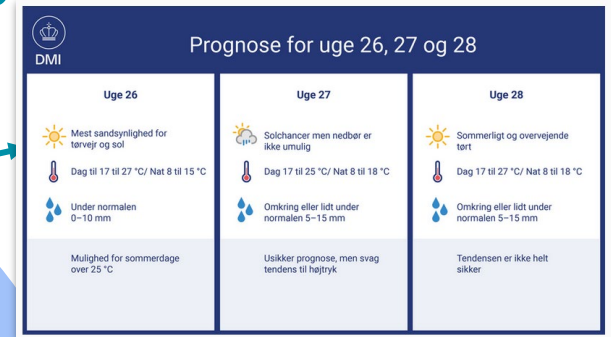 DMI
Prognose for uge 26, 27 og 28
Uge 26
Mest sandsynlighed for
tørvejr og sol
Dag til 17 til 27 °C/ Nat 8 til 15 °C
Under normalen
0–10 mm
Mulighed for sommerdage
over 25 °C
Uge 27
Solchancer men nedbør er
ikke umulig
Dag 17 til 25 °C/ Nat 8 til 18 °C
Omkring eller lidt under
normalen 5–15 mm
Usikker prognose, men svag
tendens til højtryk
Uge 28
Sommerligt og overvejende
tørt
Dag 17 til 27 °C/ Nat 8 til 18 °C
Omkring eller lidt under
normalen 5–15 mm
Tendensen er ikke helt
sikker